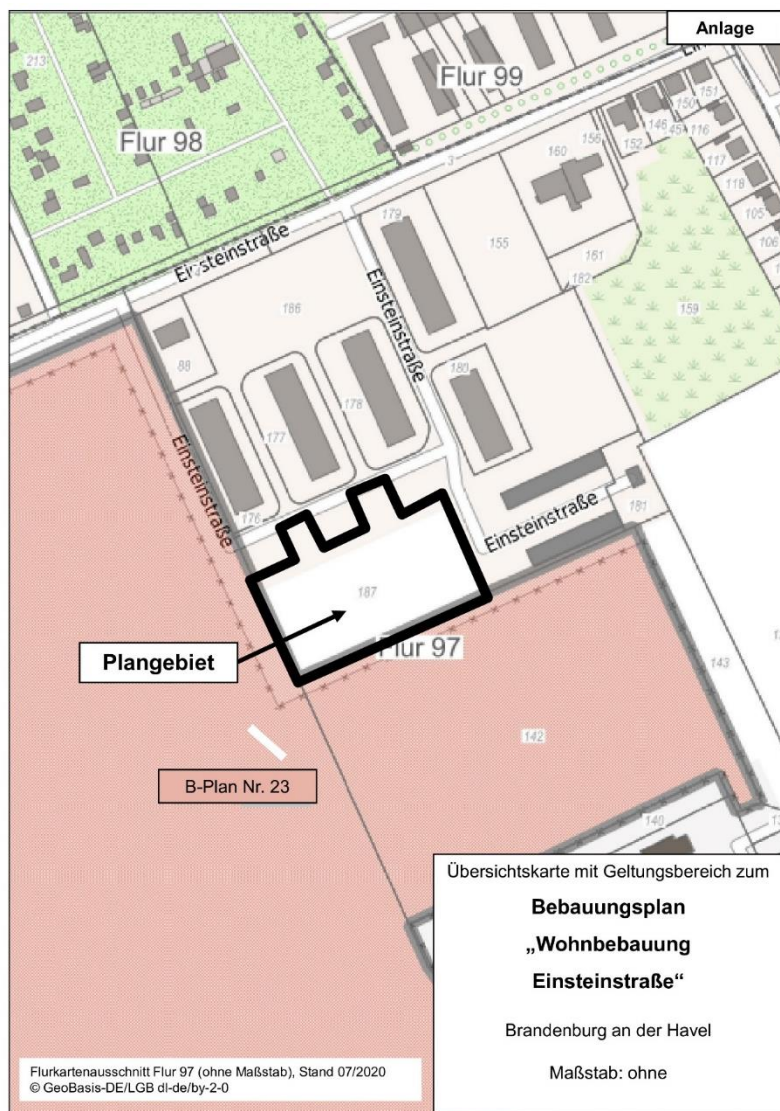 Anlage
213
Flur 99
Flur 98
3
Einsteinstraße
Einsteinstraße
Einsteinstraße
Einsteinstraße
151
150
146
145
116
152
156
160
117
118
105
106
179
155
161
182
159
186
88
180
178
177
176
181
187
Plangebiet
Flur 97
143
142
B-Plan Nr. 23
140
Übersichtskarte mit Geltungsbereich zum
Bebauungsplan
„Wohnbebauung
Einsteinstraße“
Brandenburg an der Havel
Maßstab: ohne
Flurkartenausschnitt Flur 97 (ohne Maßstab), Stand 07/2020
© GeoBasis-DE/LGB dl-de/by-2-0